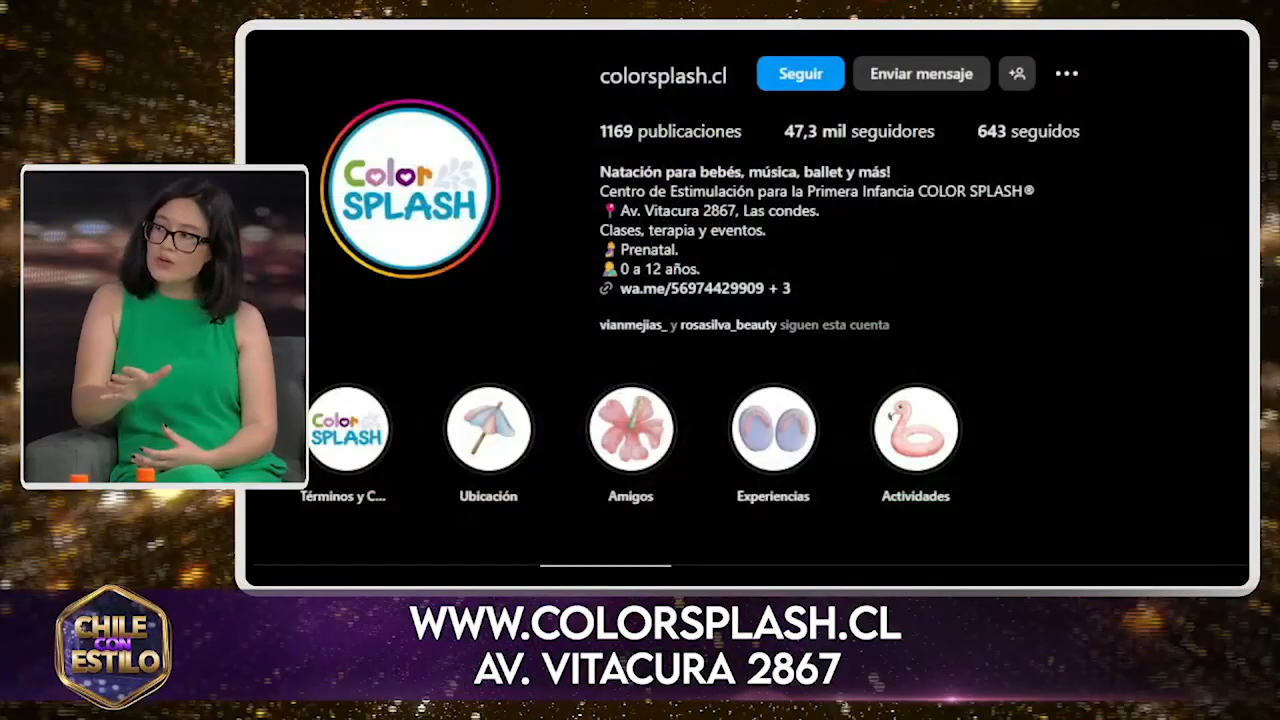 colorsplash.cl Seguir Enviar mensaje
1169 publicaciones 47,3 mil seguidores 643 seguidos
Color
SPLASH
Natación para bebés, música, ballet y más!
Centro de Estimulación para la Primera Infancia COLOR SPLASH®
Av. Vitacura 2867, Las condes.
Clases, terapia y eventos.
Prenatal.
0 a 12 años.
wa.me/56974429909 + 3
vianmejias_ y rosasilva_beauty siguen esta cuenta
Color
SPLASH
Términos y C... Ubicación Amigos Experiencias Actividades
CHILE
CON
ESTILO
WWW.COLORSPLASH.CL
AV. VITACURA 2867